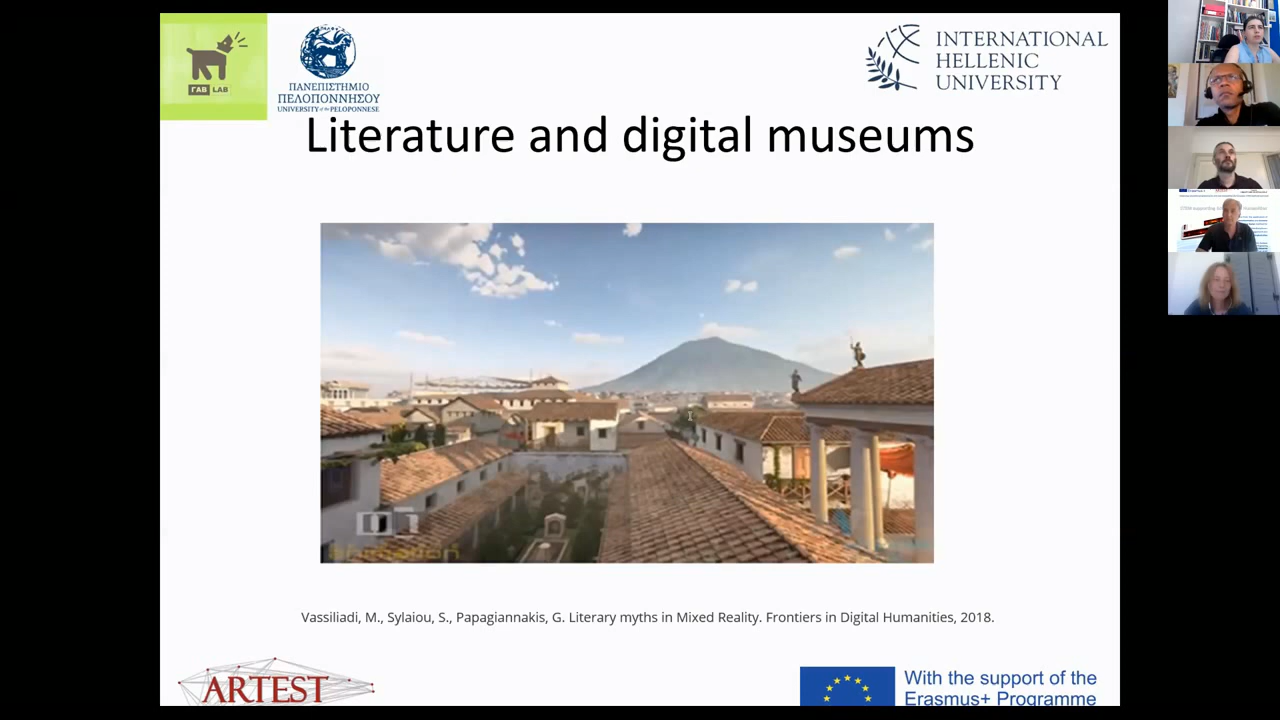 ΓΑΒ LAB
ΠΑΝΕΠΙΣΤΗΜΙΟ
ΠΕΛΟΠΟΝΝΗΣΟΥ
UNIVERSITY of the PELOPONNESE
INTERNATIONAL
HELLENIC
UNIVERSITY
Literature and digital museums
Vassiliadi, M., Sylaiou, S., Papagiannakis, G. Literary myths in Mixed Reality. Frontiers in Digital Humanities, 2018.
ARTEST
With the support of the
Erasmus+ Programme